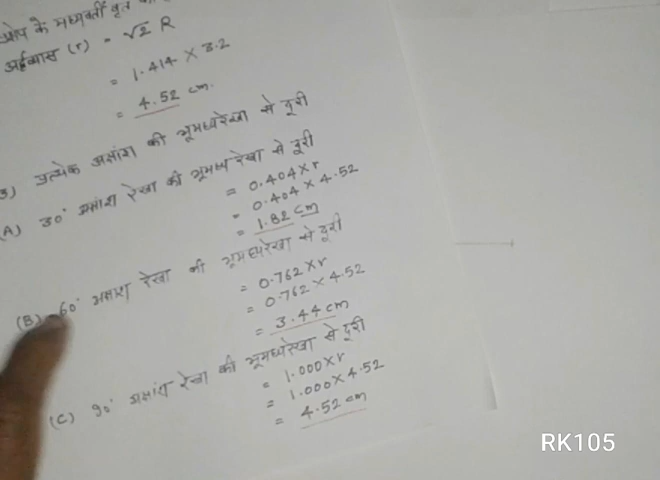 प्रक्षेप के मध्यवर्ती वृत्त का
अर्द्धव्यास (r) = √2 R
= 1.414 × 3.2
= 4.52 cm.
3) प्रत्येक अक्षांश की भूमध्यरेखा से दूरी
(A) 30° अक्षांश रेखा की भूमध्य रेखा से दूरी
= 0.404 × r
= 0.404 × 4.52
= 1.82 cm
(B) 60° अक्षांश रेखा की भूमध्यरेखा से दूरी
= 0.762 × r
= 0.762 × 4.52
= 3.44 cm
(C) 90° अक्षांश रेखा की भूमध्यरेखा से दूरी
= 1.000 × r
= 1.000 × 4.52
= 4.52 cm
RK105